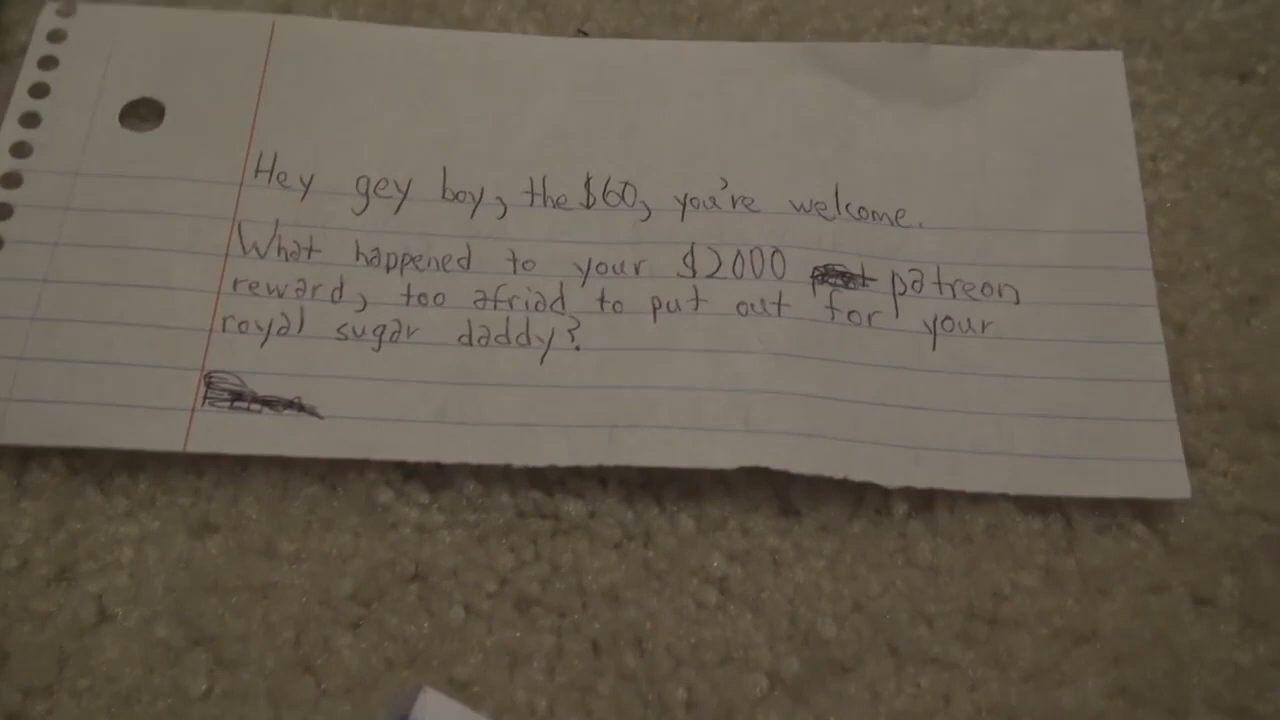 Hey gey boy, the $60, you're welcome.
What happened to your $2000 patreon
reward, too afriad to put out for your
royal sugar daddy?